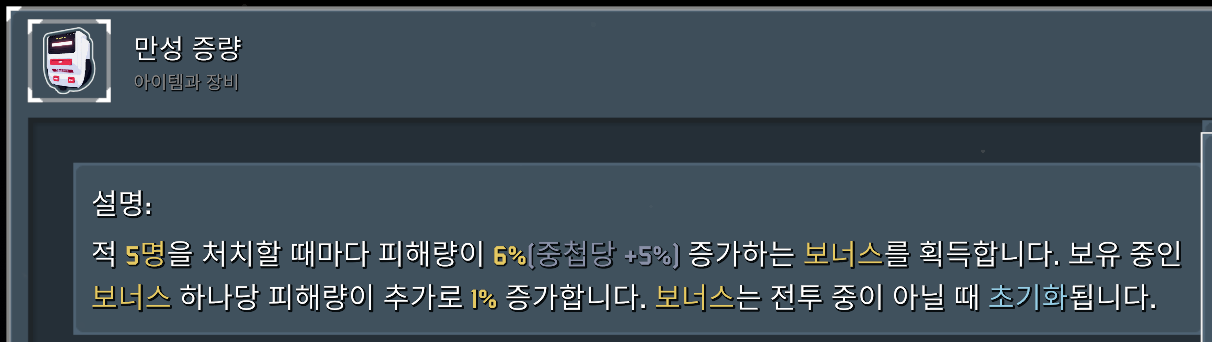 만성 증량
아이템과 장비
설명:
적 5명을 처치할 때마다 피해량이 6%(중첩당 +5%) 증가하는 보너스를 획득합니다. 보유 중인
보너스 하나당 피해량이 추가로 1% 증가합니다. 보너스는 전투 중이 아닐 때 초기화됩니다.